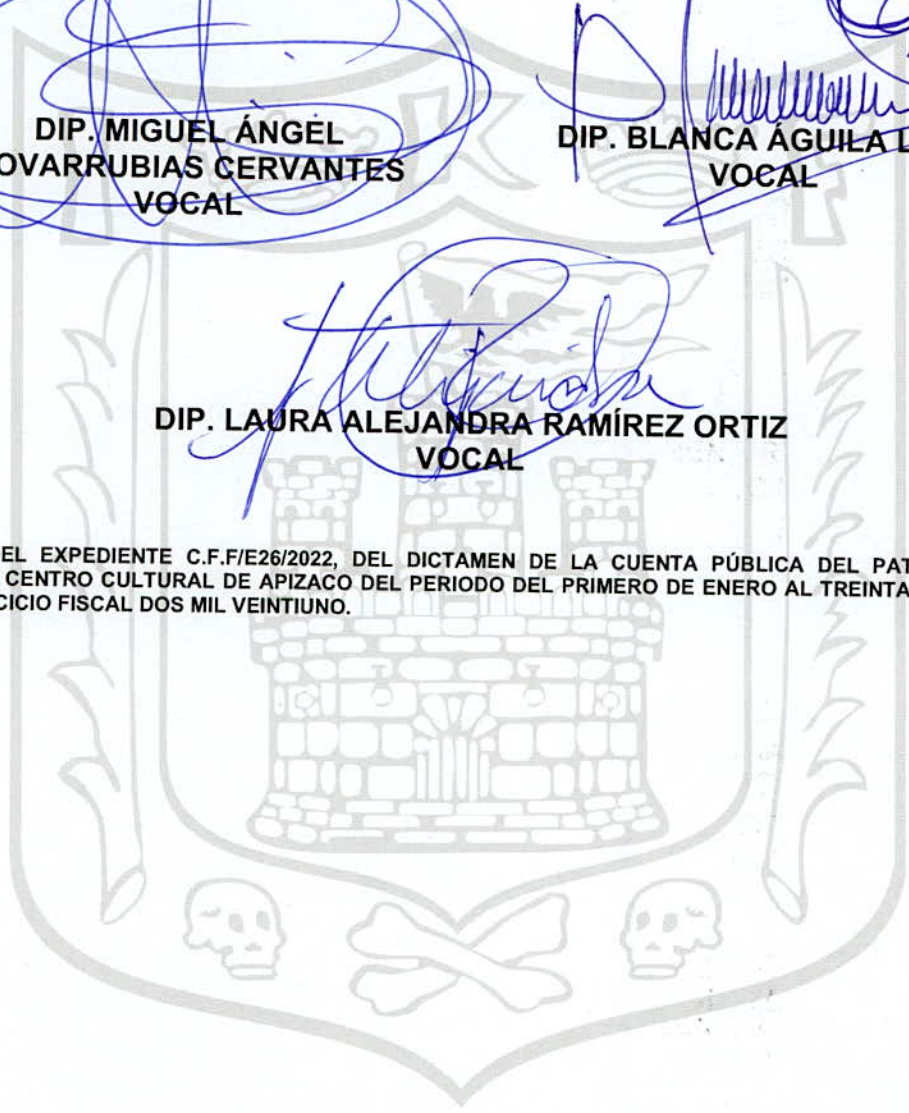 DIP. MIGUEL ÁNGEL
OVARRUBIAS CERVANTES
VOCAL
DIP. BLANCA ÁGUILA L
VOCAL
DIP. LAURA ALEJANDRA RAMÍREZ ORTIZ
VOCAL
EL EXPEDIENTE C.F.F/E26/2022, DEL DICTAMEN DE LA CUENTA PÚBLICA DEL PAT
CENTRO CULTURAL DE APIZACO DEL PERIODO DEL PRIMERO DE ENERO AL TREINTA
CICIO FISCAL DOS MIL VEINTIUNO.